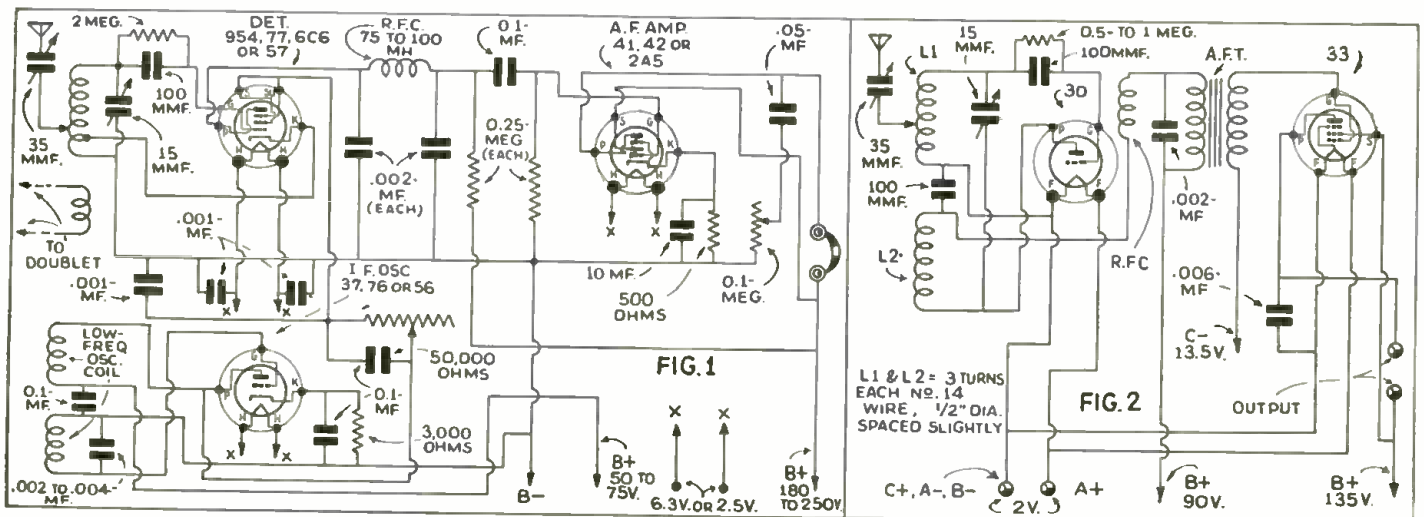 2 MEG.
35
MMF.
100
MMF.
15
MMF.
TO
DOUBLET
DET.
954, 77, 6C6
OR 57
G
S
P
K
H
H
R.F.C.
75 TO 100
MH
0.1-
MF.
.002-
MF.
(EACH)
0.25-
MEG
(EACH)
A.F. AMP.
41, 42 OR
2A5
S
G
P
K
H
H
X
X
.05-
MF
10 MF.
500
OHMS
0.1-
MEG.
.001-
MF.
.001-
MF.
X
X
I.F. OSC
37, 76 OR 56
LOW-
FREQ
OSC.
COIL
0.1-
MF
.002 TO .004-
MF.
G
P
K
H
H
X
X
50,000
OHMS
0.1-
MF
3,000
OHMS
B-
B+
50 TO
75V.
X
X
6.3V. OR 2.5V.
B+
180
TO 250V.
FIG.1
35
MMF.
L1
15
MMF.
0.5- TO 1 MEG.
100MMF.
30
P
G
F
F
100
MMF.
L2
R.F.C
A.F.T.
.002-
MF
33
G
P
S
F
F
.006-
MF
C-
13.5V.
OUTPUT
L1 & L2 = 3 TURNS
EACH NO. 14
WIRE, 1/2" DIA.
SPACED SLIGHTLY
FIG.2
C+, A-, B-
2V.
A+
B+
90V.
B+
135V.